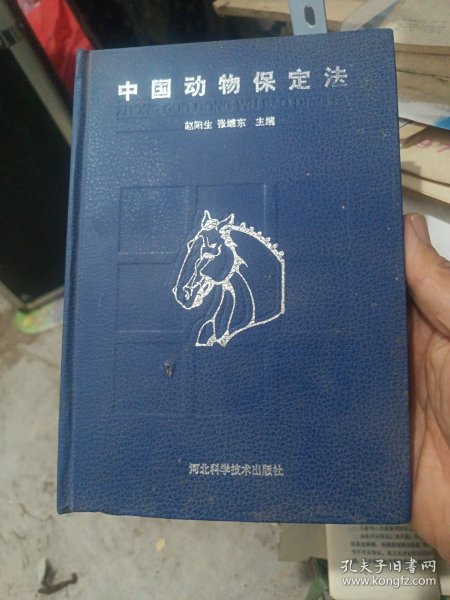 中国动物保定法
ZHONG GUO DONG WU BAO DING FA
赵阳生 张继东 主编
河北科学技术出版社
孔夫子旧书网
www.kongfz.com